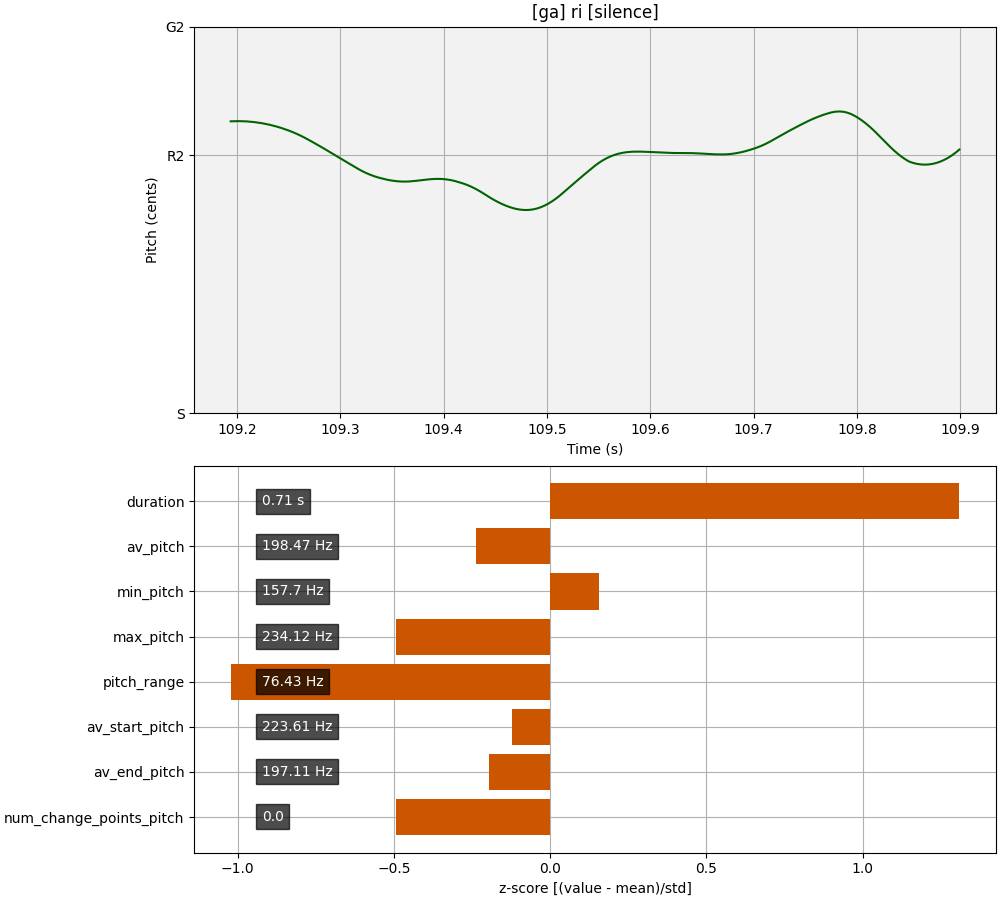 [ga] ri [silence]
G2
R2
S
Pitch (cents)
109.2 109.3 109.4 109.5 109.6 109.7 109.8 109.9
Time (s)
duration 0.71 s
av_pitch 198.47 Hz
min_pitch 157.7 Hz
max_pitch 234.12 Hz
pitch_range 76.43 Hz
av_start_pitch 223.61 Hz
av_end_pitch 197.11 Hz
num_change_points_pitch 0.0
−1.0 −0.5 0.0 0.5 1.0
z-score [(value - mean)/std]